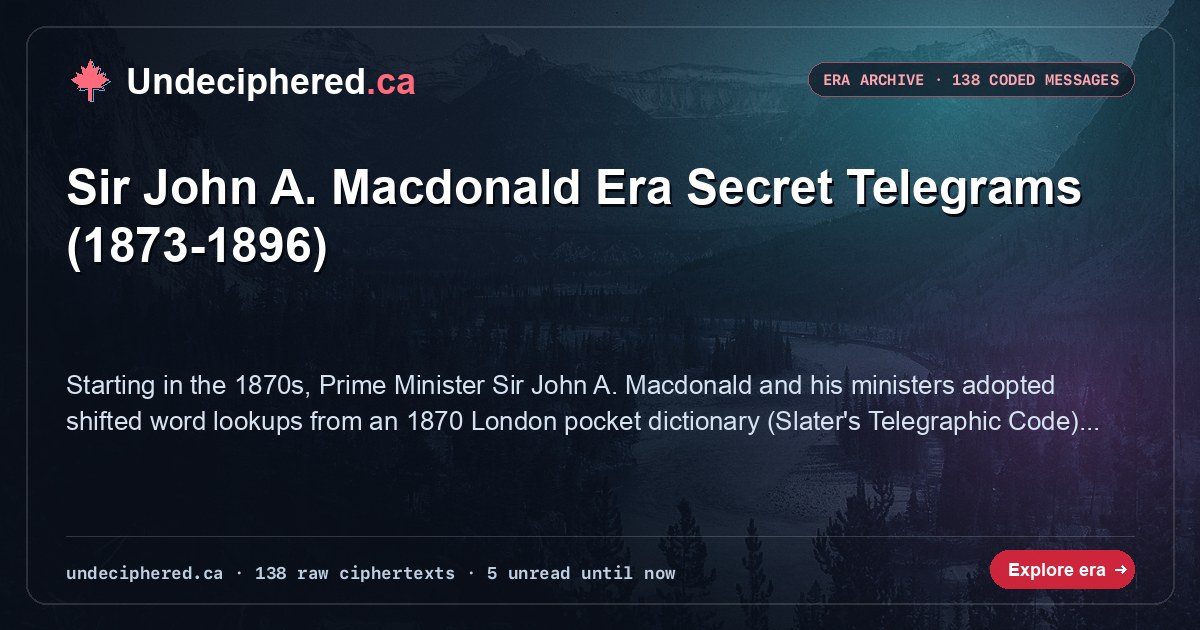 Undeciphered.ca
ERA ARCHIVE · 138 CODED MESSAGES
Sir John A. Macdonald Era Secret Telegrams
(1873-1896)
Starting in the 1870s, Prime Minister Sir John A. Macdonald and his ministers adopted
shifted word lookups from an 1870 London pocket dictionary (Slater's Telegraphic Code)...
undeciphered.ca · 138 raw ciphertexts · 5 unread until now
Explore era →